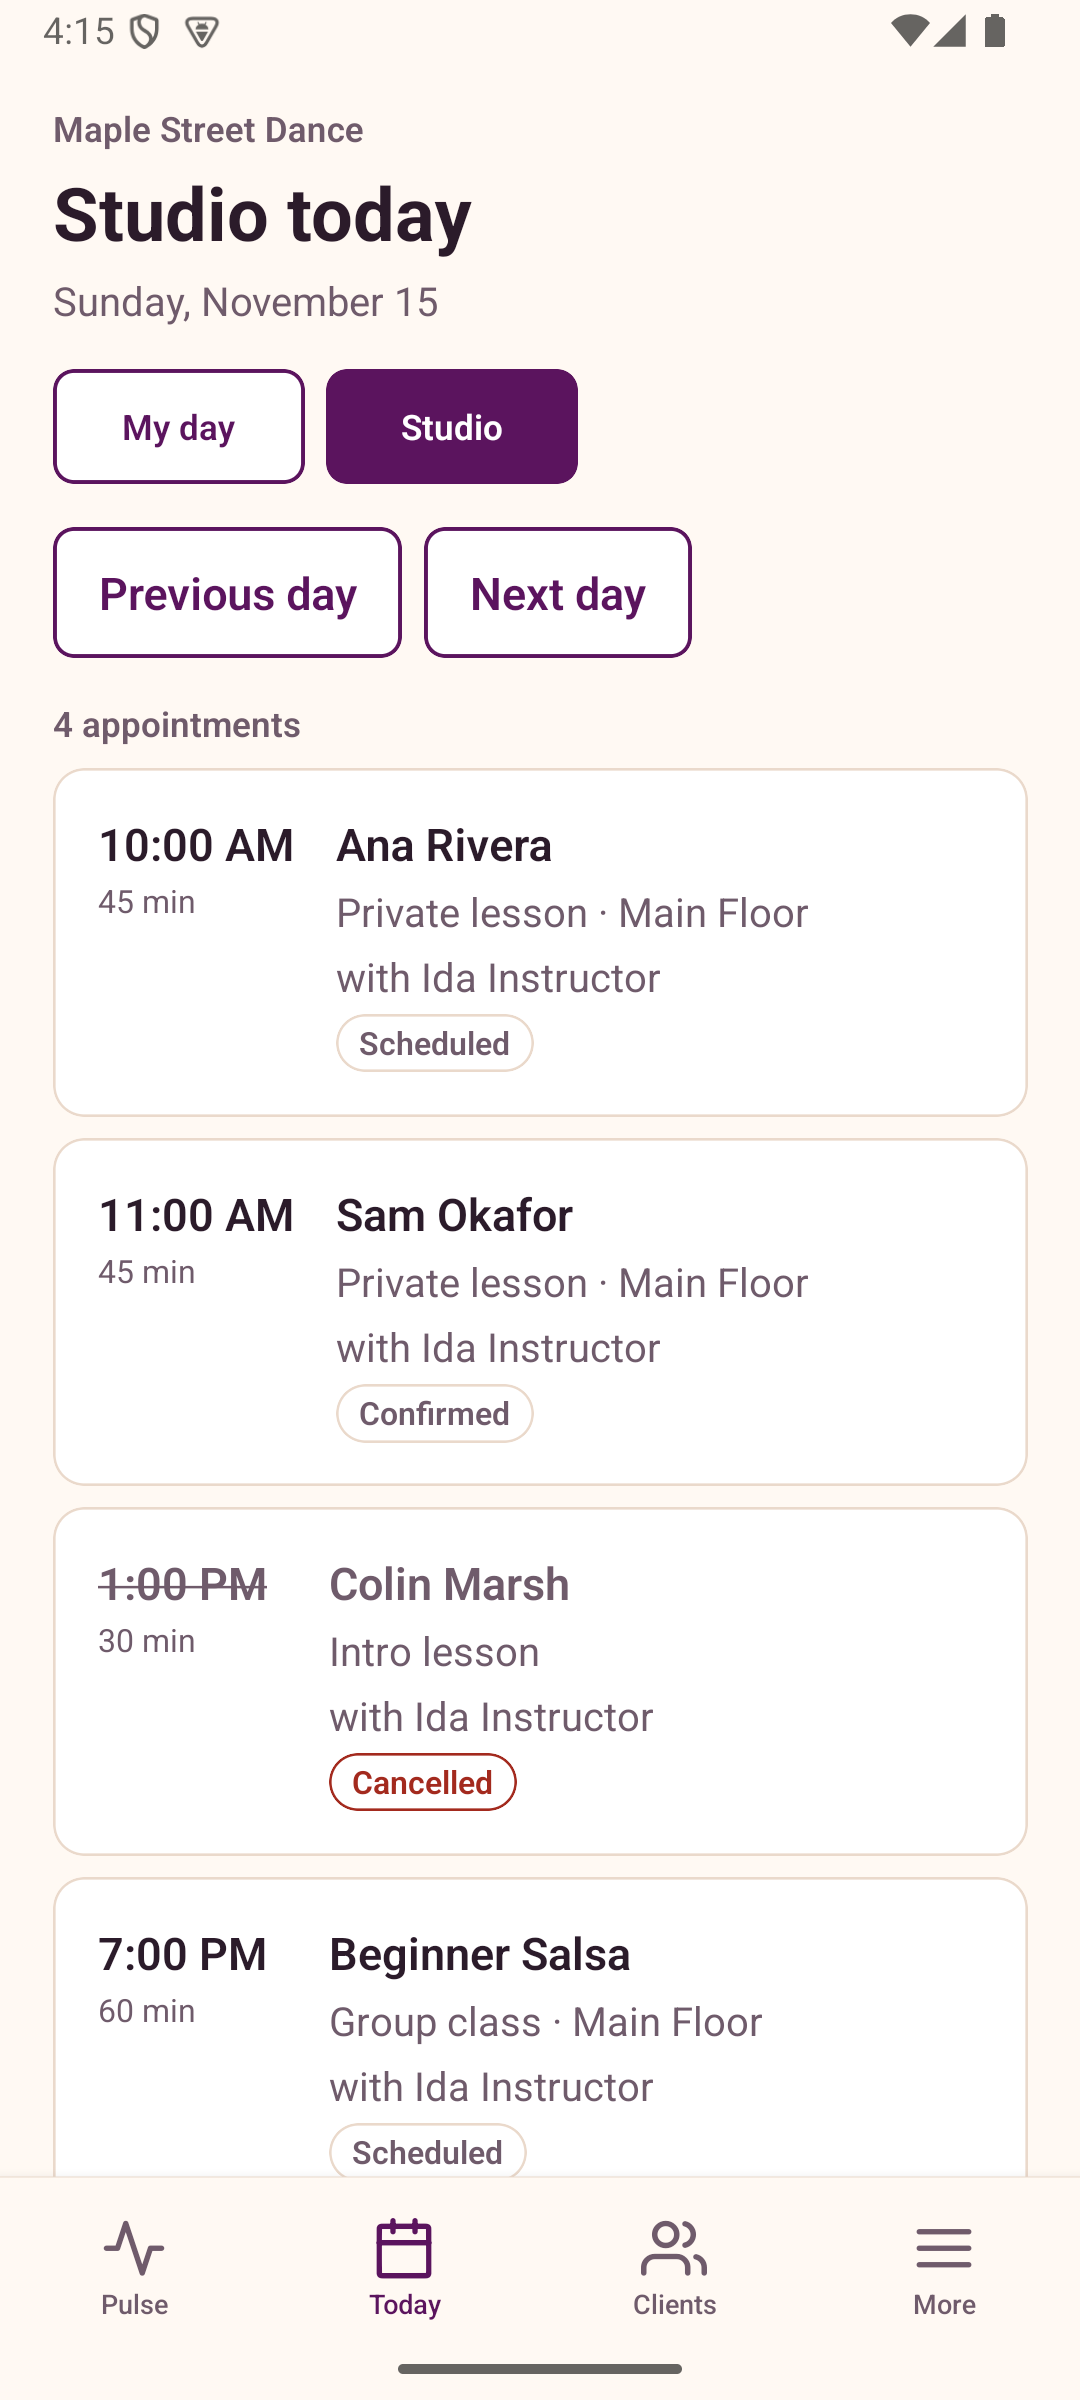 4:15
Maple Street Dance
Studio today
Sunday, November 15
My day
Studio
Previous day
Next day
4 appointments
10:00 AM
45 min
Ana Rivera
Private lesson · Main Floor
with Ida Instructor
Scheduled
11:00 AM
45 min
Sam Okafor
Private lesson · Main Floor
with Ida Instructor
Confirmed
1:00 PM
30 min
Colin Marsh
Intro lesson
with Ida Instructor
Cancelled
7:00 PM
60 min
Beginner Salsa
Group class · Main Floor
with Ida Instructor
Scheduled
Pulse
Today
Clients
More